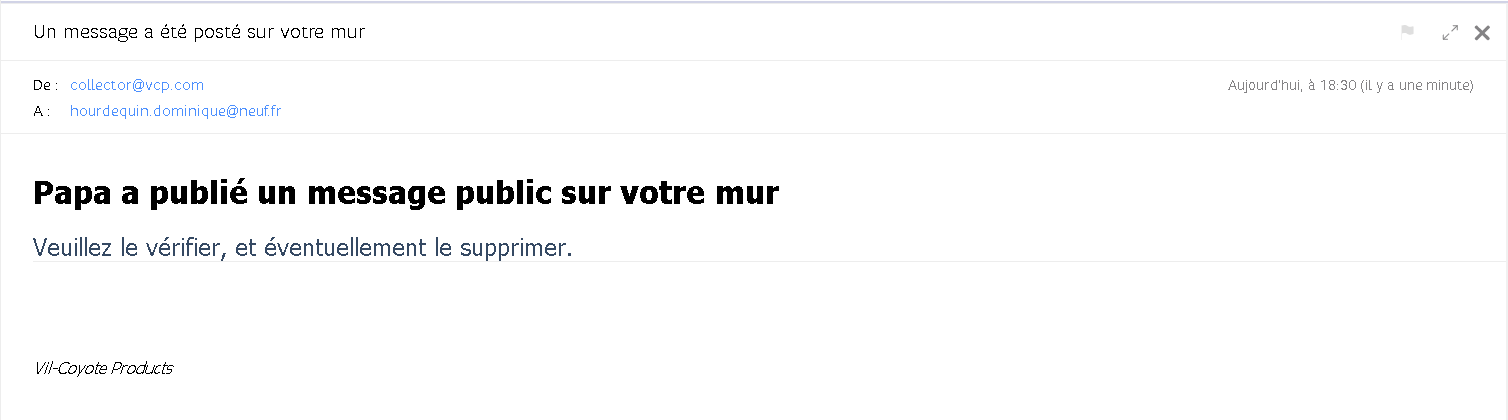 Un message a été posté sur votre mur
De : collector@vcp.com
Aujourd'hui, à 18:30 (il y a une minute)
A : hourdequin.dominique@neuf.fr
Papa a publié un message public sur votre mur
Veuillez le vérifier, et éventuellement le supprimer.
Vil-Coyote Products